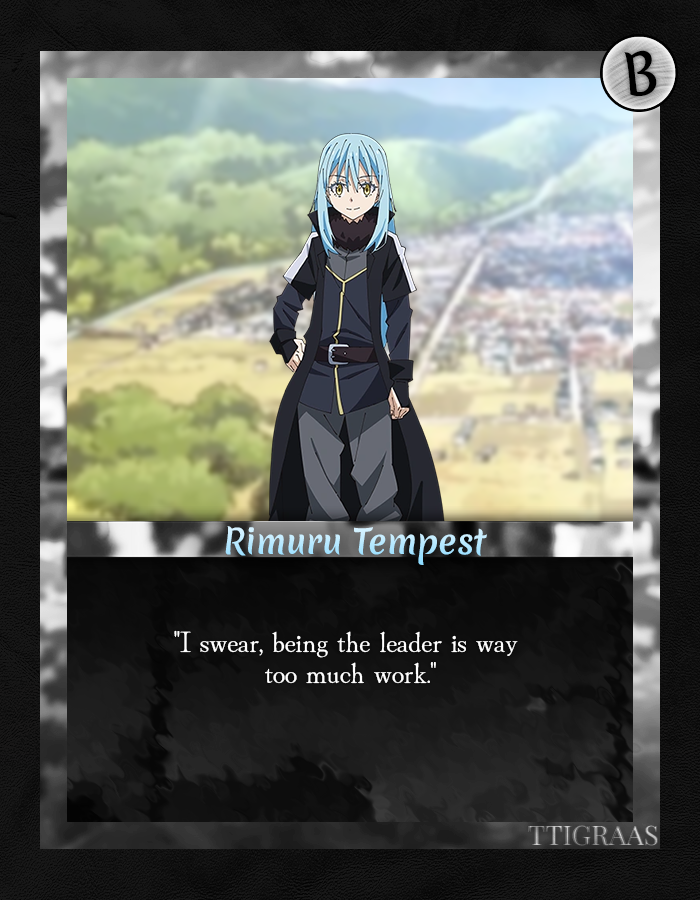 B
Rimuru Tempest
"I swear, being the leader is way
too much work."
TTIGRAAS